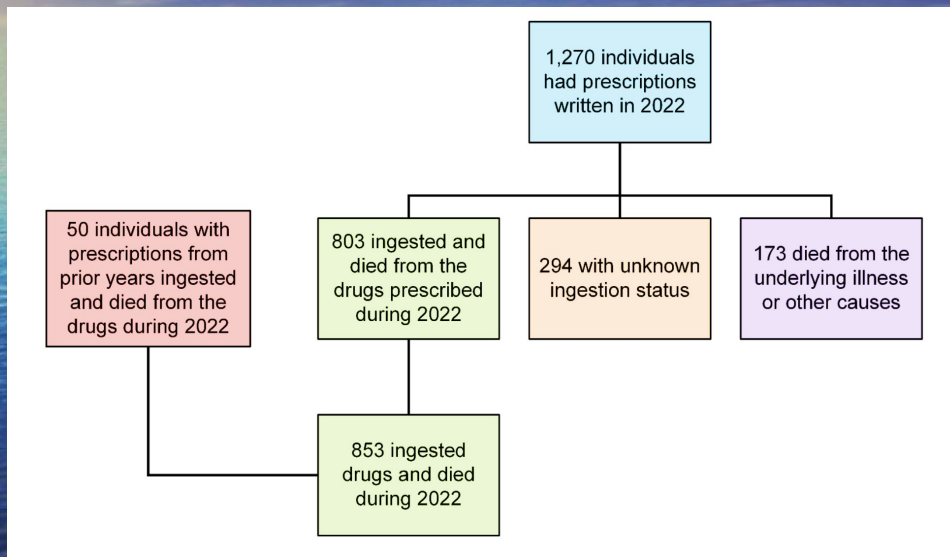 1,270 individuals
had prescriptions
written in 2022
50 individuals with
prescriptions from
prior years ingested
and died from the
drugs during 2022
803 ingested and
died from the
drugs prescribed
during 2022
294 with unknown
ingestion status
173 died from the
underlying illness
or other causes
853 ingested
drugs and died
during 2022